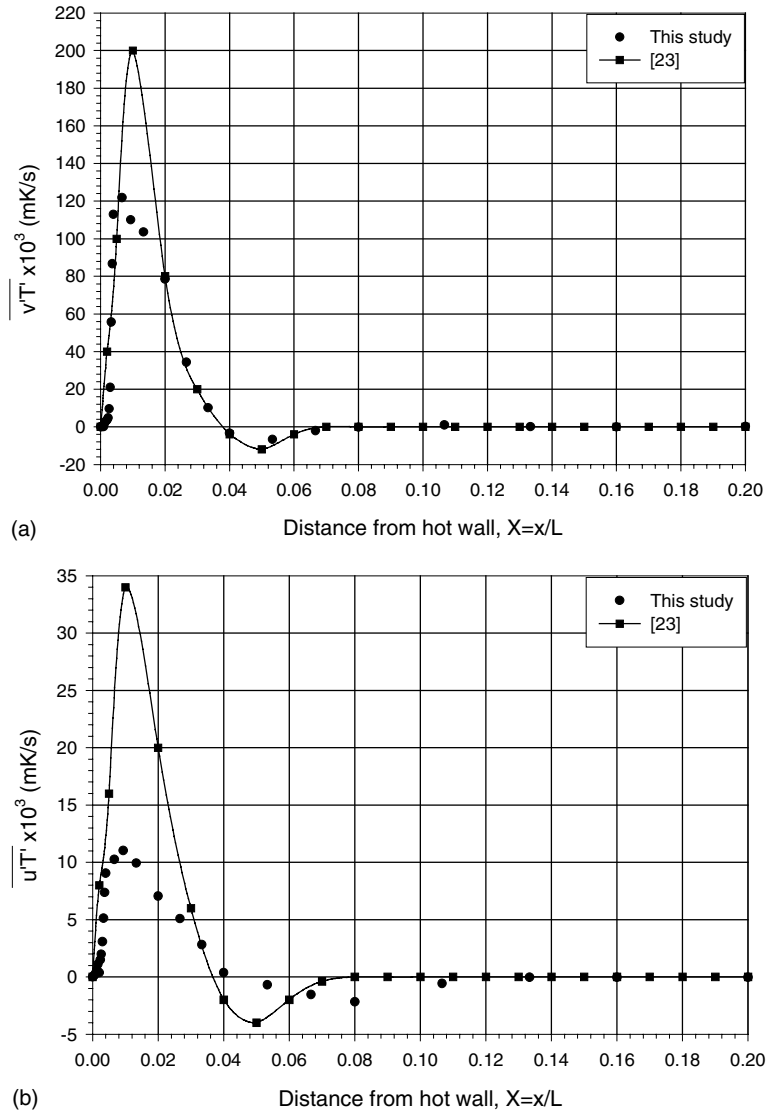 220
200
180
160
140
120
100
80
60
40
20
0
-20
v'T' x10³ (mK/s)
This study
[23]
0.00 0.02 0.04 0.06 0.08 0.10 0.12 0.14 0.16 0.18 0.20
(a)
Distance from hot wall, X=x/L
35
30
25
20
15
10
5
0
-5
u'T' x10³ (mK/s)
This study
[23]
0.00 0.02 0.04 0.06 0.08 0.10 0.12 0.14 0.16 0.18 0.20
(b)
Distance from hot wall, X=x/L